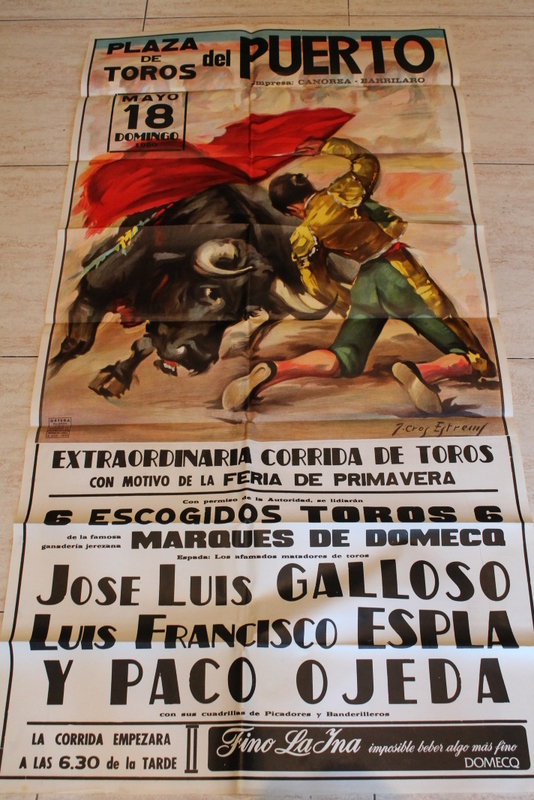 PLAZA DE TOROS del PUERTO
Empresa: CANOREA - BARRILARO
MAYO
18
DOMINGO
J. Cros Estrems
EXTRAORDINARIA CORRIDA DE TOROS
CON MOTIVO DE LA FERIA DE PRIMAVERA
Con permiso de la Autoridad, se lidiarán
6 ESCOGIDOS TOROS 6
de la famosa ganadería jerezana MARQUES DE DOMECQ
Espada: Los afamados matadores de toros
JOSE LUIS GALLOSO
LUIS FRANCISCO ESPLA
Y PACO OJEDA
con sus cuadrillas de Picadores y Banderilleros
LA CORRIDA EMPEZARA
A LAS 6.30 de la TARDE
Fino La Ina imposible beber algo más fino
DOMECQ